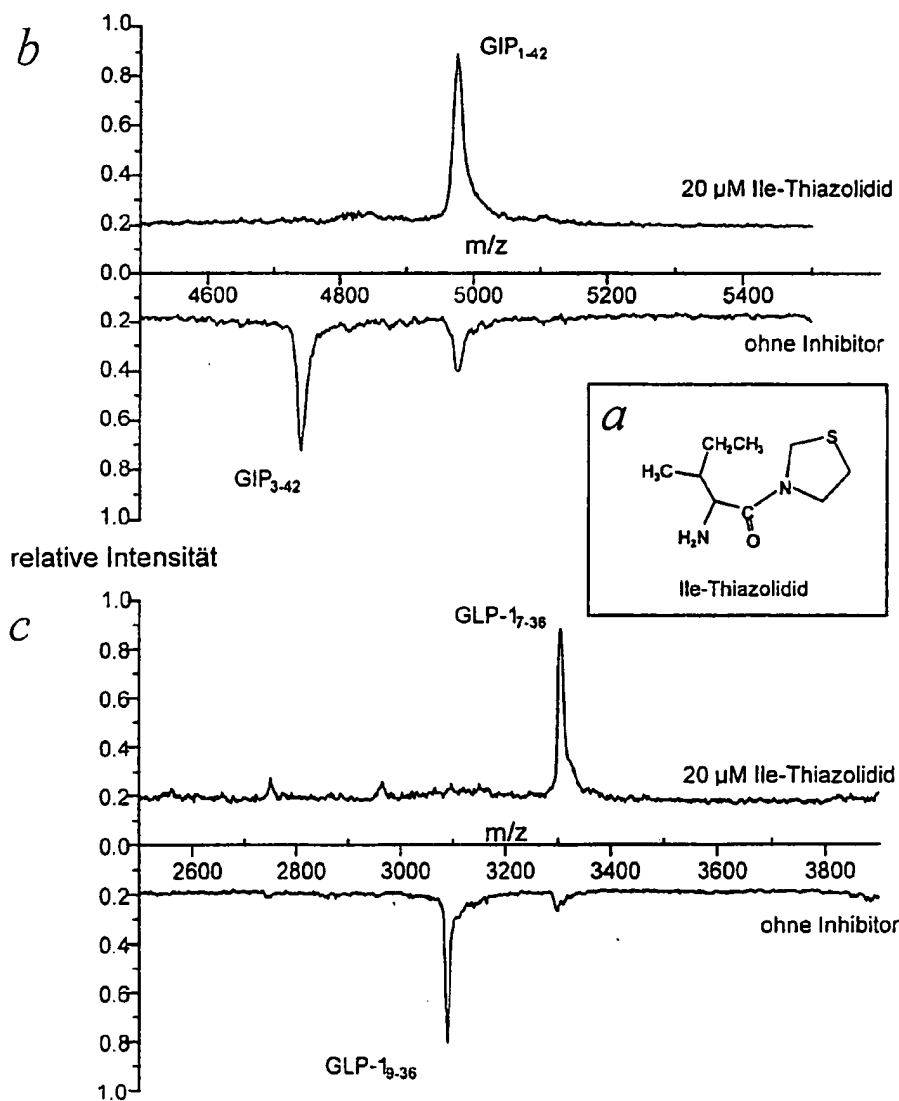 b
1.0
0.8
0.6
0.4
0.2
0.0
GIP1-42
20 µM Ile-Thiazolidid
m/z
4600 4800 5000 5200 5400
0.2
0.4
0.6
0.8
1.0
ohne Inhibitor
GIP3-42
a
CH2CH3
H3C
S
N
C
H2N
O
Ile-Thiazolidid
relative Intensität
c
1.0
0.8
0.6
0.4
0.2
0.0
GLP-17-36
20 µM Ile-Thiazolidid
m/z
2600 2800 3000 3200 3400 3600 3800
0.2
0.4
0.6
0.8
1.0
ohne Inhibitor
GLP-19-36